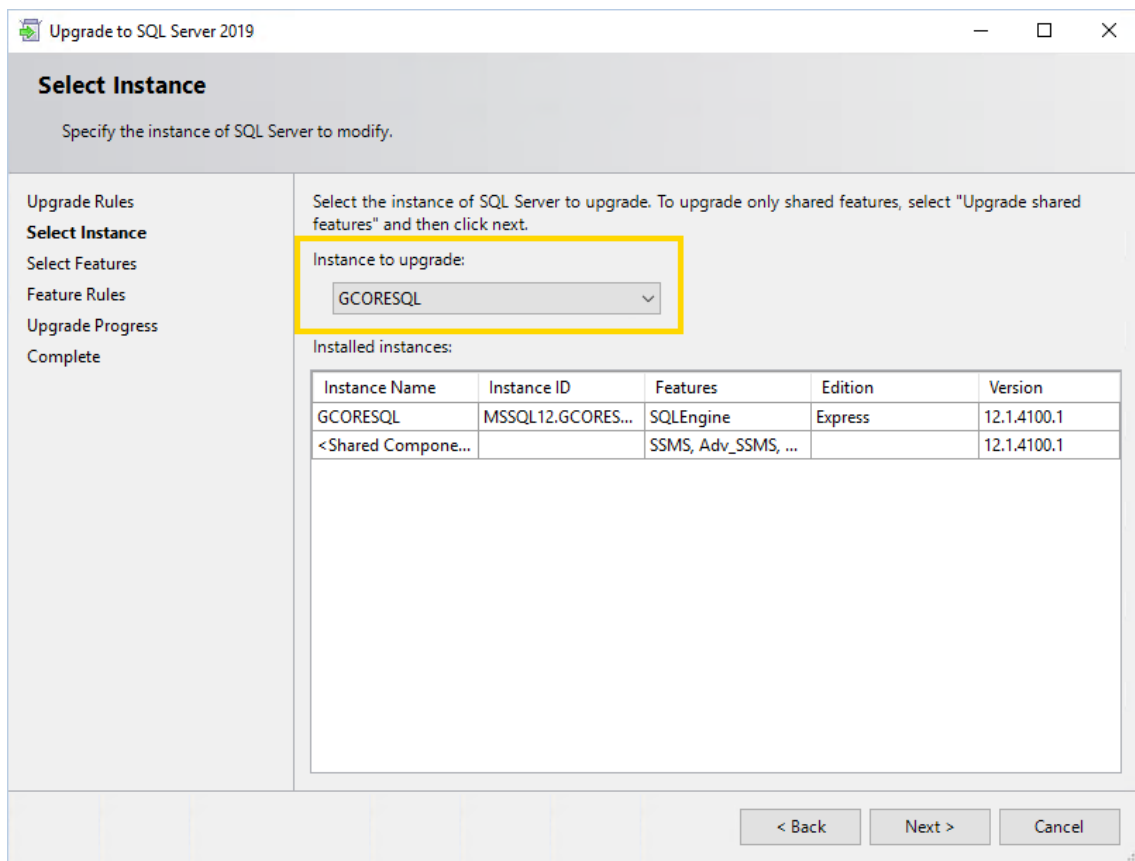 Upgrade to SQL Server 2019
Select Instance
Specify the instance of SQL Server to modify.
Upgrade Rules
Select Instance
Select Features
Feature Rules
Upgrade Progress
Complete
Select the instance of SQL Server to upgrade. To upgrade only shared features, select "Upgrade shared
features" and then click next.
Instance to upgrade:
GCORESQL
Installed instances:
Instance Name Instance ID Features Edition Version
GCORESQL MSSQL12.GCORES... SQLEngine Express 12.1.4100.1
<Shared Compone... SSMS, Adv_SSMS, ... 12.1.4100.1
< Back Next > Cancel